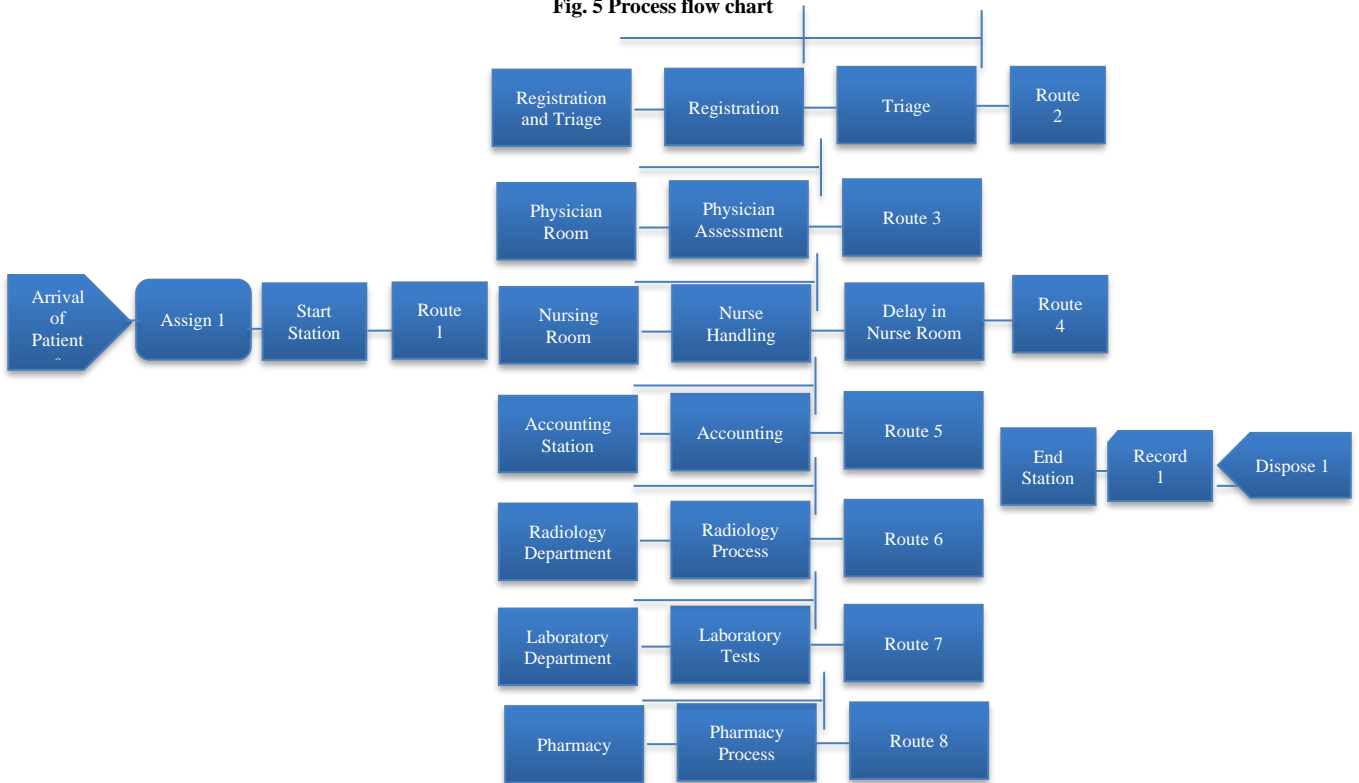 Fig. 5 Process flow chart
Registration
and Triage
Registration
Triage
Route
2
Physician
Room
Physician
Assessment
Route 3
Arrival
of
Patient
Assign 1
Start
Station
Route
1
Nursing
Room
Nurse
Handling
Delay in
Nurse Room
Route
4
Accounting
Station
Accounting
Route 5
End
Station
Record
1
Dispose 1
Radiology
Department
Radiology
Process
Route 6
Laboratory
Department
Laboratory
Tests
Route 7
Pharmacy
Pharmacy
Process
Route 8